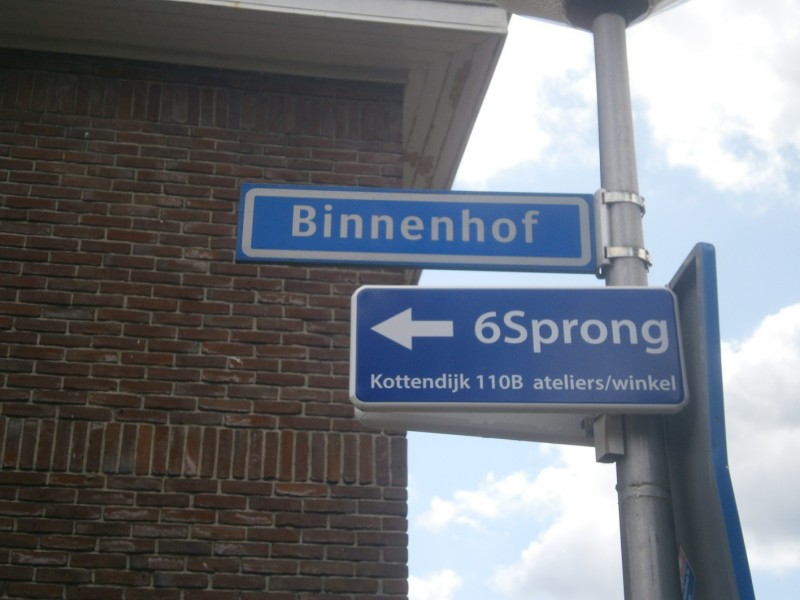 Binnenhof
6Sprong
Kottendijk 110B ateliers/winkel